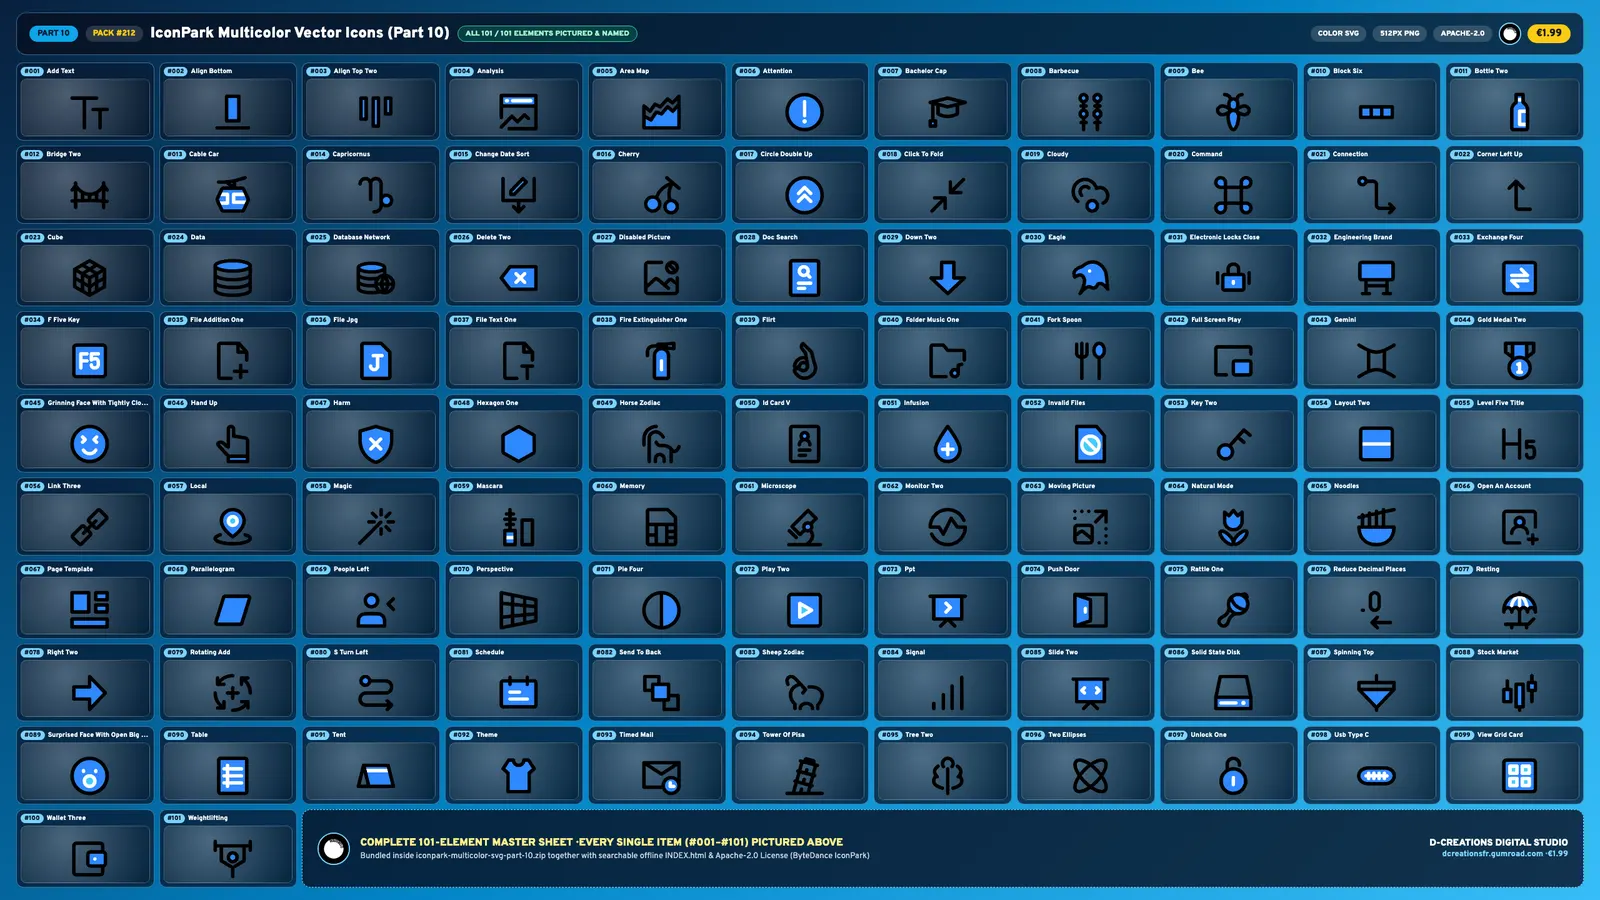 PART 10 PACK #212 IconPark Multicolor Vector Icons (Part 10) ALL 101 / 101 ELEMENTS PICTURED & NAMED COLOR SVG 512PX PNG APACHE-2.0 €1.99
#001 Add Text #002 Align Bottom #003 Align Top Two #004 Analysis #005 Area Map #006 Attention #007 Bachelor Cap #008 Barbecue #009 Bee #010 Block Six #011 Bottle Two
#012 Bridge Two #013 Cable Car #014 Capricornus #015 Change Date Sort #016 Cherry #017 Circle Double Up #018 Click To Fold #019 Cloudy #020 Command #021 Connection #022 Corner Left Up
#023 Cube #024 Data #025 Database Network #026 Delete Two #027 Disabled Picture #028 Doc Search #029 Down Two #030 Eagle #031 Electronic Locks Close #032 Engineering Brand #033 Exchange Four
#034 F Five Key #035 File Addition One #036 File Jpg #037 File Text One #038 Fire Extinguisher One #039 Flirt #040 Folder Music One #041 Fork Spoon #042 Full Screen Play #043 Gemini #044 Gold Medal Two
F5 J T 1
#045 Grinning Face With Tightly Clo... #046 Hand Up #047 Harm #048 Hexagon One #049 Horse Zodiac #050 Id Card V #051 Infusion #052 Invalid Files #053 Key Two #054 Layout Two #055 Level Five Title
H5
#056 Link Three #057 Local #058 Magic #059 Mascara #060 Memory #061 Microscope #062 Monitor Two #063 Moving Picture #064 Natural Mode #065 Noodles #066 Open An Account
#067 Page Template #068 Parallelogram #069 People Left #070 Perspective #071 Pie Four #072 Play Two #073 Ppt #074 Push Door #075 Rattle One #076 Reduce Decimal Places #077 Resting
.0
#078 Right Two #079 Rotating Add #080 S Turn Left #081 Schedule #082 Send To Back #083 Sheep Zodiac #084 Signal #085 Slide Two #086 Solid State Disk #087 Spinning Top #088 Stock Market
#089 Surprised Face With Open Big ... #090 Table #091 Tent #092 Theme #093 Timed Mail #094 Tower Of Pisa #095 Tree Two #096 Two Ellipses #097 Unlock One #098 Usb Type C #099 View Grid Card
#100 Wallet Three #101 Weightlifting
COMPLETE 101-ELEMENT MASTER SHEET · EVERY SINGLE ITEM (#001–#101) PICTURED ABOVE
Bundled inside iconpark-multicolor-svg-part-10.zip together with searchable offline INDEX.html & Apache-2.0 License (ByteDance IconPark)
D-CREATIONS DIGITAL STUDIO
dcreationsfr.gumroad.com · €1.99